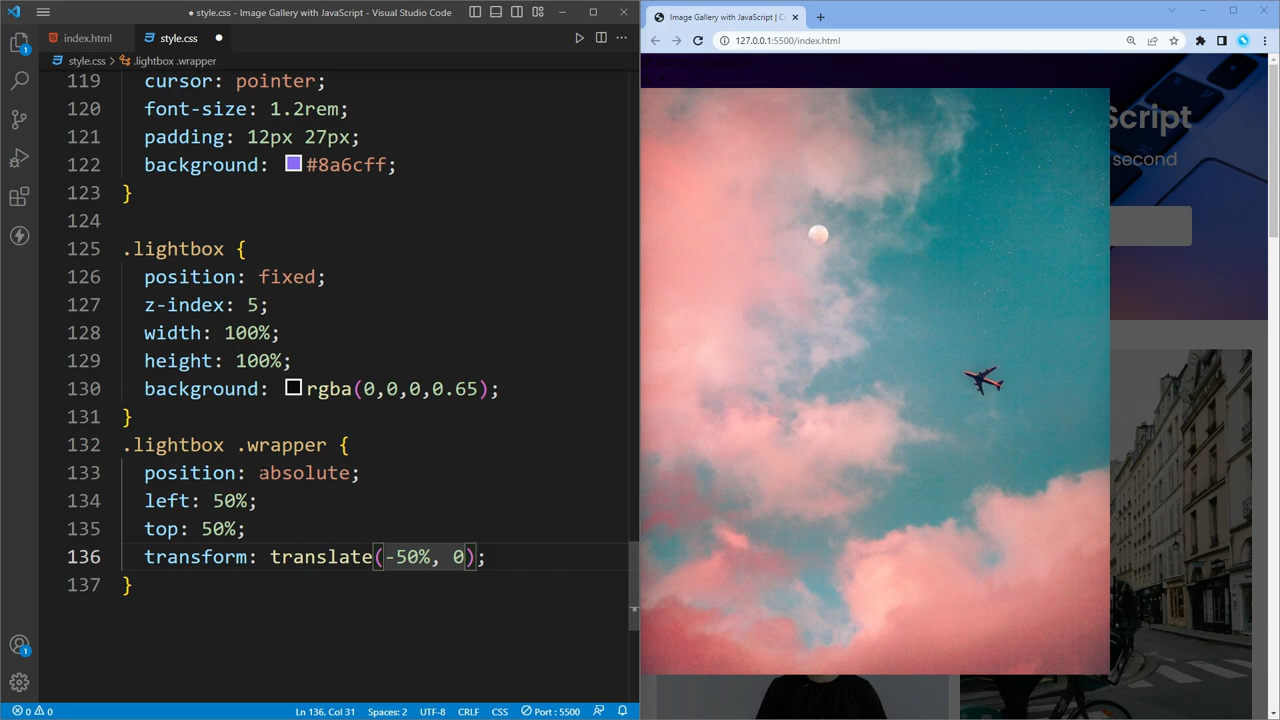 ● style.css - Image Gallery with JavaScript - Visual Studio Code
index.html
style.css ●
style.css > .lightbox .wrapper
119 cursor: pointer;
120 font-size: 1.2rem;
121 padding: 12px 27px;
122 background: #8a6cff;
123 }
124
125 .lightbox {
126 position: fixed;
127 z-index: 5;
128 width: 100%;
129 height: 100%;
130 background: rgba(0,0,0,0.65);
131 }
132 .lightbox .wrapper {
133 position: absolute;
134 left: 50%;
135 top: 50%;
136 transform: translate(-50%, 0);
137 }
1
1
0 0 Ln 136, Col 31 Spaces: 2 UTF-8 CRLF CSS Port : 5500
Image Gallery with JavaScript | C
127.0.0.1:5500/index.html
Script
second